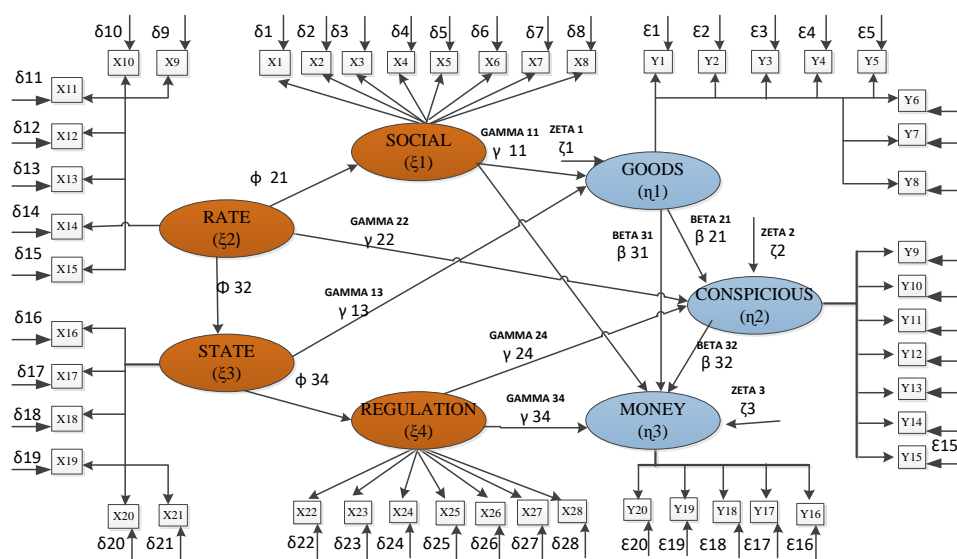 δ10 δ9 δ1 δ2 δ3 δ4 δ5 δ6 δ7 δ8 ε1 ε2 ε3 ε4 ε5
X10 X9 X1 X2 X3 X4 X5 X6 X7 X8 Y1 Y2 Y3 Y4 Y5
δ11 X11
δ12 X12
δ13 X13
δ14 X14
δ15 X15
Y6
Y7
Y8
SOCIAL
(ξ1)
GAMMA 11
γ 11
ZETA 1
ζ1
GOODS
(η1)
ϕ 21
RATE
(ξ2)
GAMMA 22
γ 22
BETA 31
β 31
BETA 21
β 21
ZETA 2
ζ2
Φ 32
GAMMA 13
γ 13
CONSPICIOUS
(η2)
Y9
Y10
Y11
Y12
Y13
Y14
Y15 ε15
δ16 X16
δ17 X17
δ18 X18
δ19 X19
STATE
(ξ3)
GAMMA 24
γ 24
BETA 32
β 32
ϕ 34
REGULATION
(ξ4)
GAMMA 34
γ 34
MONEY
(η3)
ZETA 3
ζ3
X20 X21 X22 X23 X24 X25 X26 X27 X28 Y20 Y19 Y18 Y17 Y16
δ20 δ21 δ22 δ23 δ24 δ25 δ26 δ27 δ28 ε20 ε19 ε18 ε17 ε16